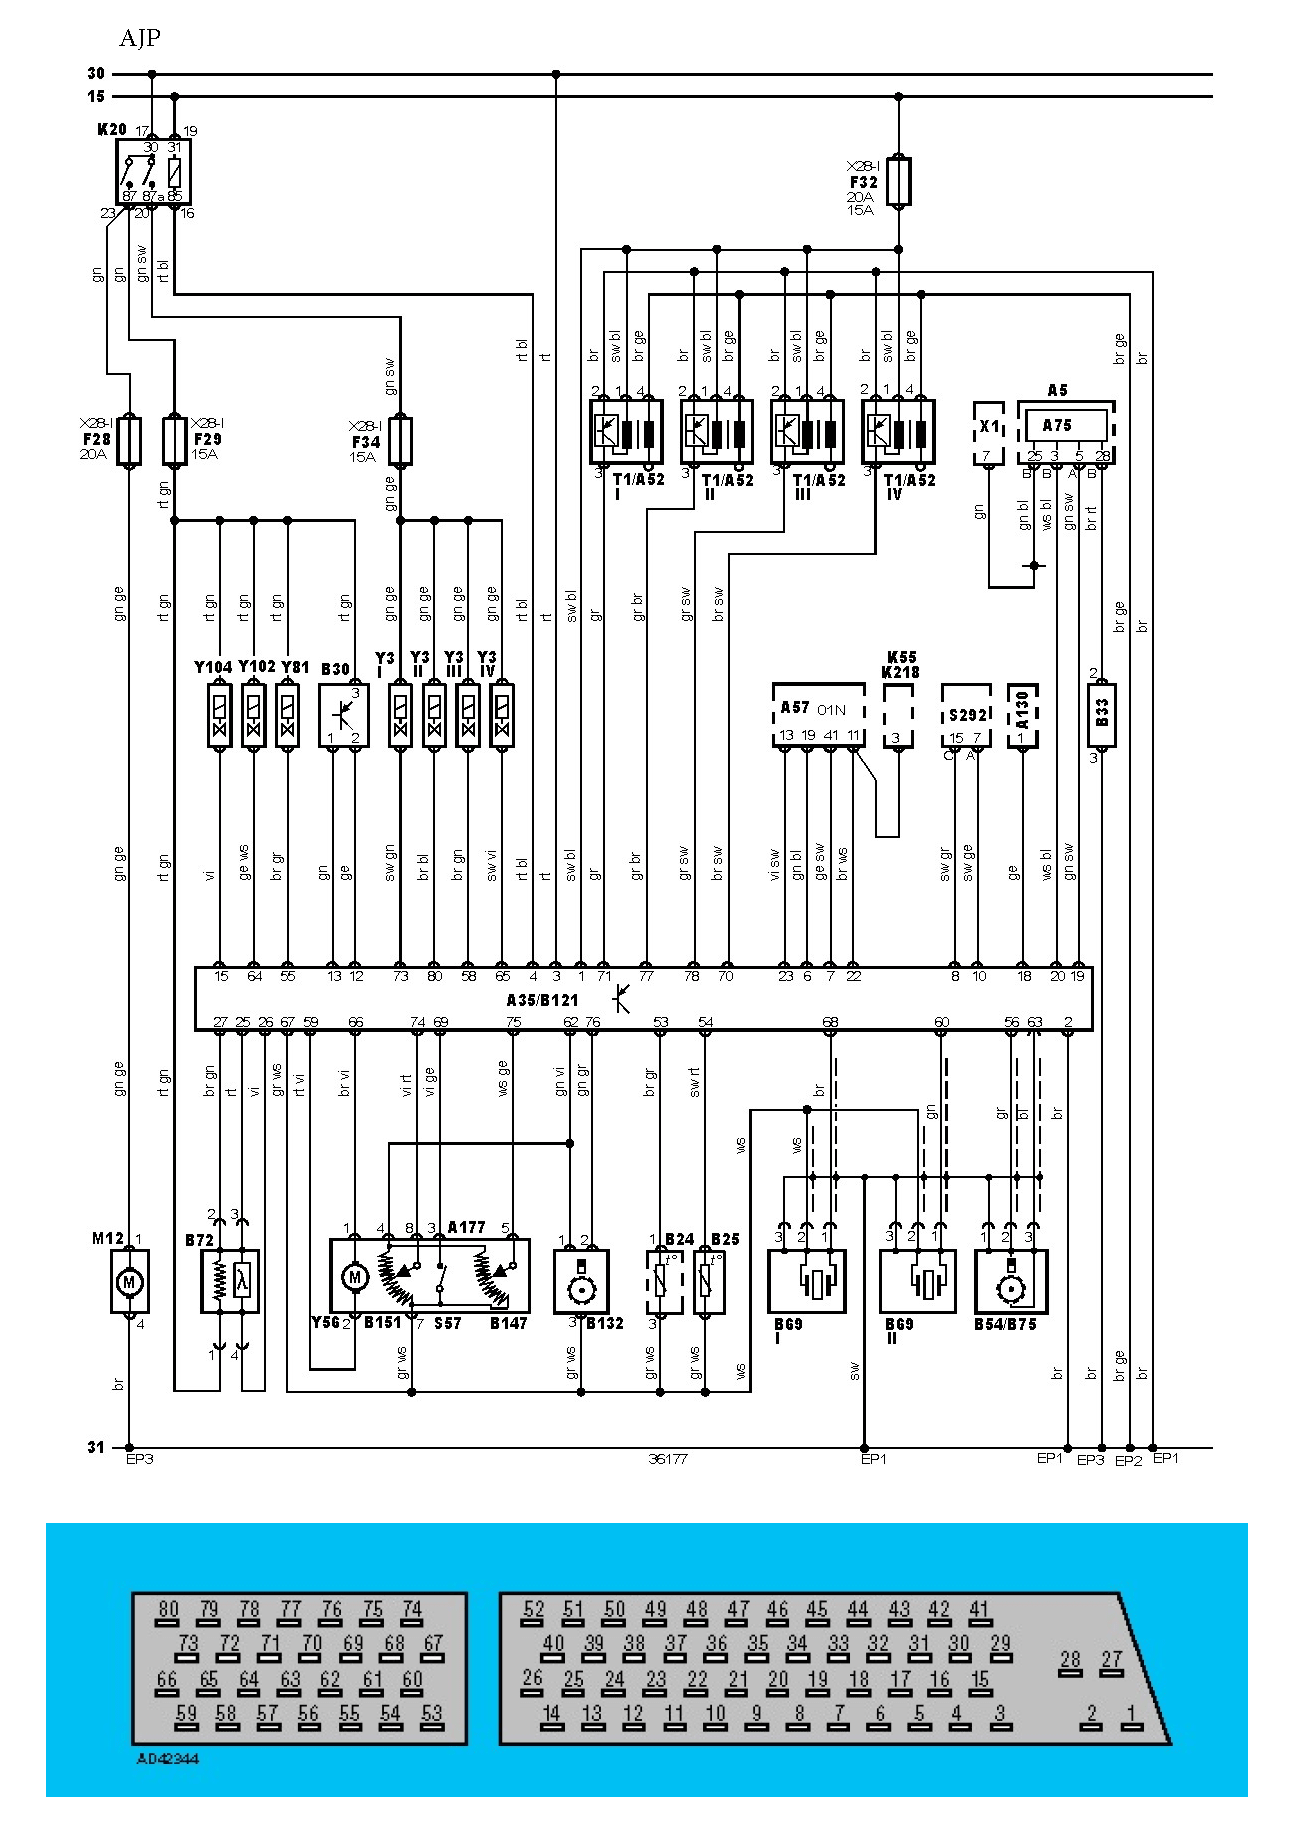 AJP
30
15
K20 17 19
30 31
87 87a 85
23 20 16
X28-I
F32
20A
15A
gn gn gn sw rt bl
rt bl rt br sw bl br ge br sw bl br ge br sw bl br ge br sw bl br ge br ge br
gn sw
2 1 4 2 1 4 2 1 4 2 1 4
A5
X28-I
F28
20A
X28-I
F29
15A
X28-I
F34
15A
X1
7
A75
25 3 5 28
B B A B
3 T1/A52
I
3 T1/A52
II
3 T1/A52
III
3 T1/A52
IV
rt gn gn ge gn gn bl ws bl gn sw br rt
gn ge rt gn rt gn rt gn rt gn rt gn gn ge gn ge gn ge gn ge rt bl rt sw bl gr gr br gr sw br sw br ge br
Y104 Y102 Y81 B30
3
1 2
Y3
I
Y3
II
Y3
III
Y3
IV
K55
K218
3
A57 01N
13 19 41 11
S292
15 7
C A
A130
1
2
B33
3
gn ge rt gn vi ge ws br gr gn ge sw gn br bl br gn sw vi rt bl rt sw bl gr gr br gr sw br sw vi sw gn bl ge sw br ws sw gr sw ge ge ws bl gn sw
15 64 55 13 12 73 80 58 65 4 3 1 71 77 78 70 23 6 7 22 8 10 18 20 19
A35/B121
27 25 26 67 59 66 74 69 75 62 76 53 54 68 60 56 63 2
gn ge rt gn br gn rt vi gr ws rt vi br vi vi rt vi ge ws ge gn vi gn gr br gr sw rt br gn gr bl br
ws ws
M12 1
M
4
B72 2 3
λ
1 4
1 4 8 3 A177 5
M
Y56 2 B151 7 S57 B147
1 2
3 B132
1 B24
t°
3
B25
t°
3 2 1
B69
I
3 2 1
B69
II
1 2 3
B54/B75
br gr ws gr ws gr ws gr ws ws sw br br br ge br
31
EP3 36177 EP1 EP1 EP3 EP2 EP1
80 79 78 77 76 75 74
73 72 71 70 69 68 67
66 65 64 63 62 61 60
59 58 57 56 55 54 53
52 51 50 49 48 47 46 45 44 43 42 41
40 39 38 37 36 35 34 33 32 31 30 29
28 27
26 25 24 23 22 21 20 19 18 17 16 15
14 13 12 11 10 9 8 7 6 5 4 3 2 1
AD42344